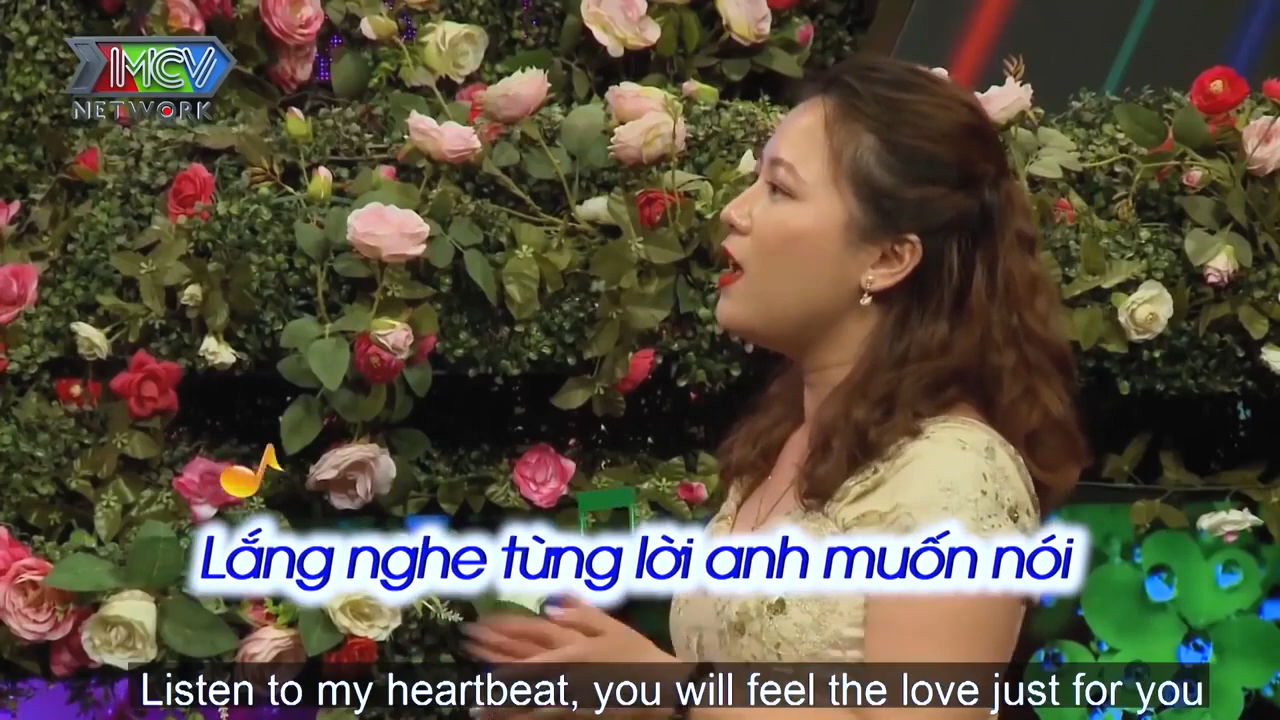 MCV
NETWORK
Lắng nghe từng lời anh muốn nói
Listen to my heartbeat, you will feel the love just for you